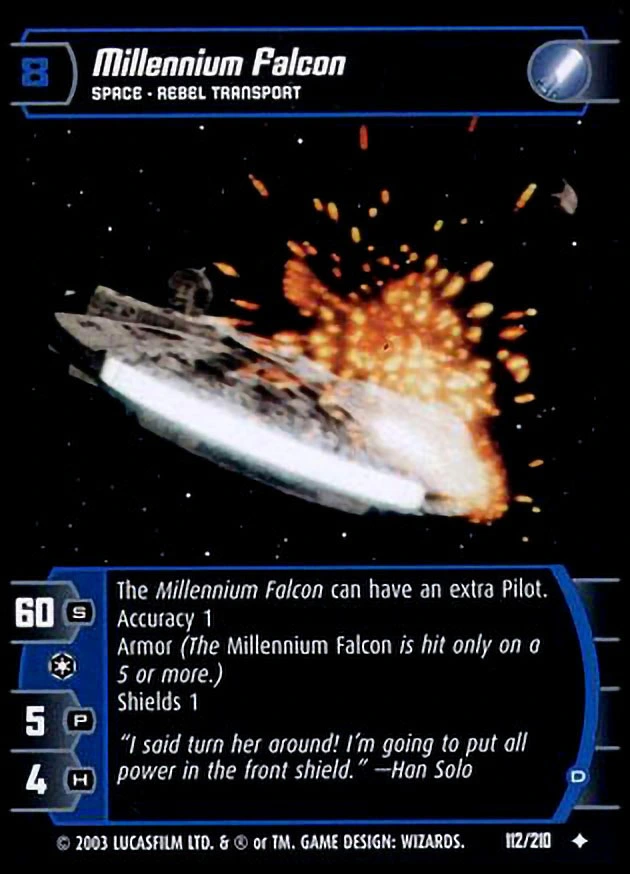 8 Millennium Falcon
SPACE · REBEL TRANSPORT
The Millennium Falcon can have an extra Pilot.
60 S
Accuracy 1
Armor (The Millennium Falcon is hit only on a
5 or more.)
Shields 1
5 P
"I said turn her around! I'm going to put all
power in the front shield." —Han Solo
4 H
D
© 2003 LUCASFILM LTD. & ® or TM. GAME DESIGN: WIZARDS. 112/210